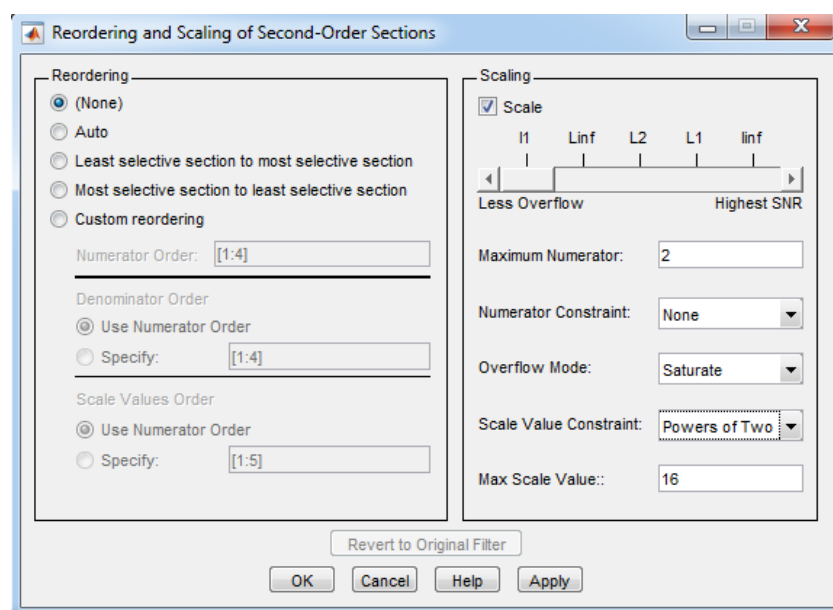 Reordering and Scaling of Second-Order Sections
Reordering
(None)
Auto
Least selective section to most selective section
Most selective section to least selective section
Custom reordering
Numerator Order: [1:4]
Denominator Order
Use Numerator Order
Specify: [1:4]
Scale Values Order
Use Numerator Order
Specify: [1:5]
Scaling
Scale
l1 Linf L2 L1 linf
Less Overflow Highest SNR
Maximum Numerator: 2
Numerator Constraint: None
Overflow Mode: Saturate
Scale Value Constraint: Powers of Two
Max Scale Value:: 16
Revert to Original Filter
OK Cancel Help Apply